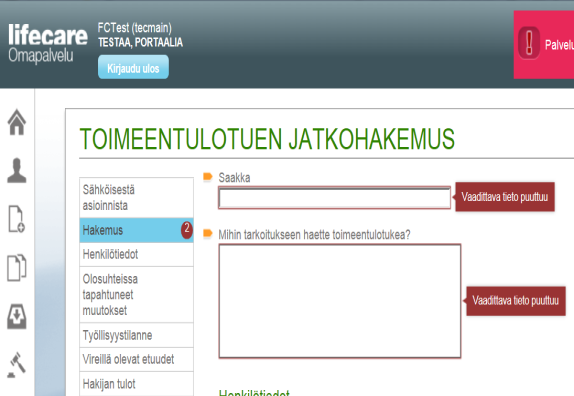 lifecare
Omapalvelu
FCTest (tecmain)
TESTAA, PORTAALIA
Kirjaudu ulos
TOIMEENTULOTUEN JATKOHAKEMUS
Sähköisestä
asioinnista
Hakemus 2
Henkilötiedot
Olosuhteissa
tapahtuneet
muutokset
Työllisyystilanne
Vireillä olevat etuudet
Hakijan tulot
Saakka
Vaadittava tieto puuttuu
Mihin tarkoitukseen haette toimeentulotukea?
Vaadittava tieto puuttuu
Henkilötiedot